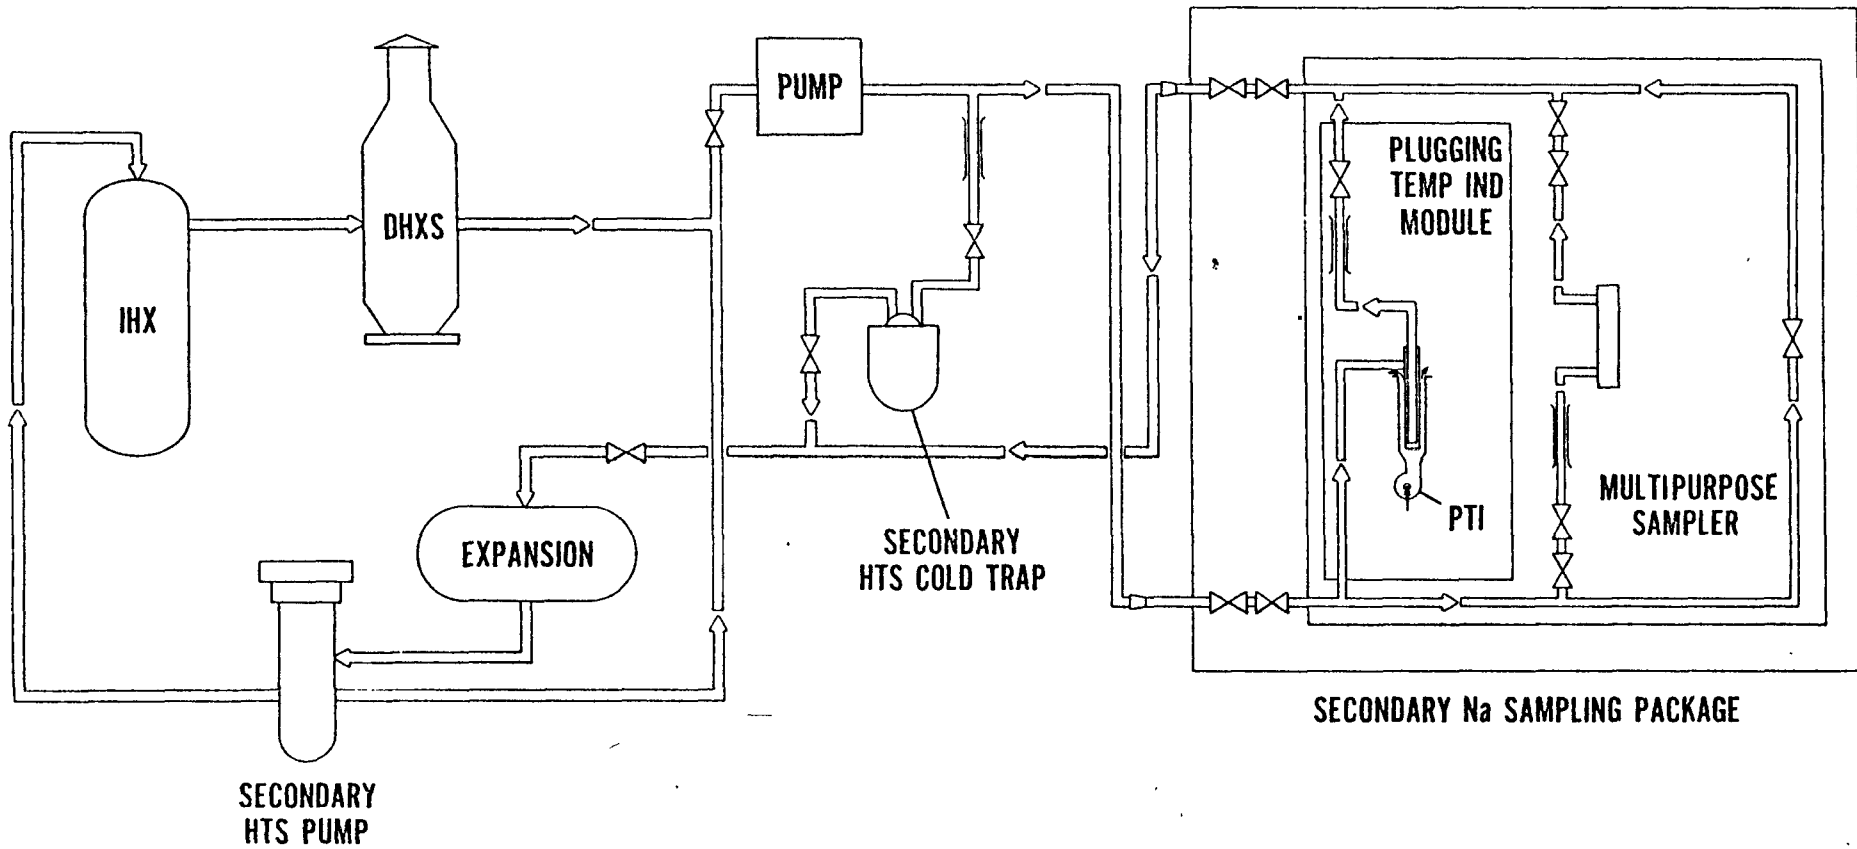 PUMP
PLUGGING
TEMP IND
MODULE
DHXS
IHX
MULTIPURPOSE
SAMPLER
PTI
SECONDARY
HTS COLD TRAP
EXPANSION
SECONDARY Na SAMPLING PACKAGE
SECONDARY
HTS PUMP